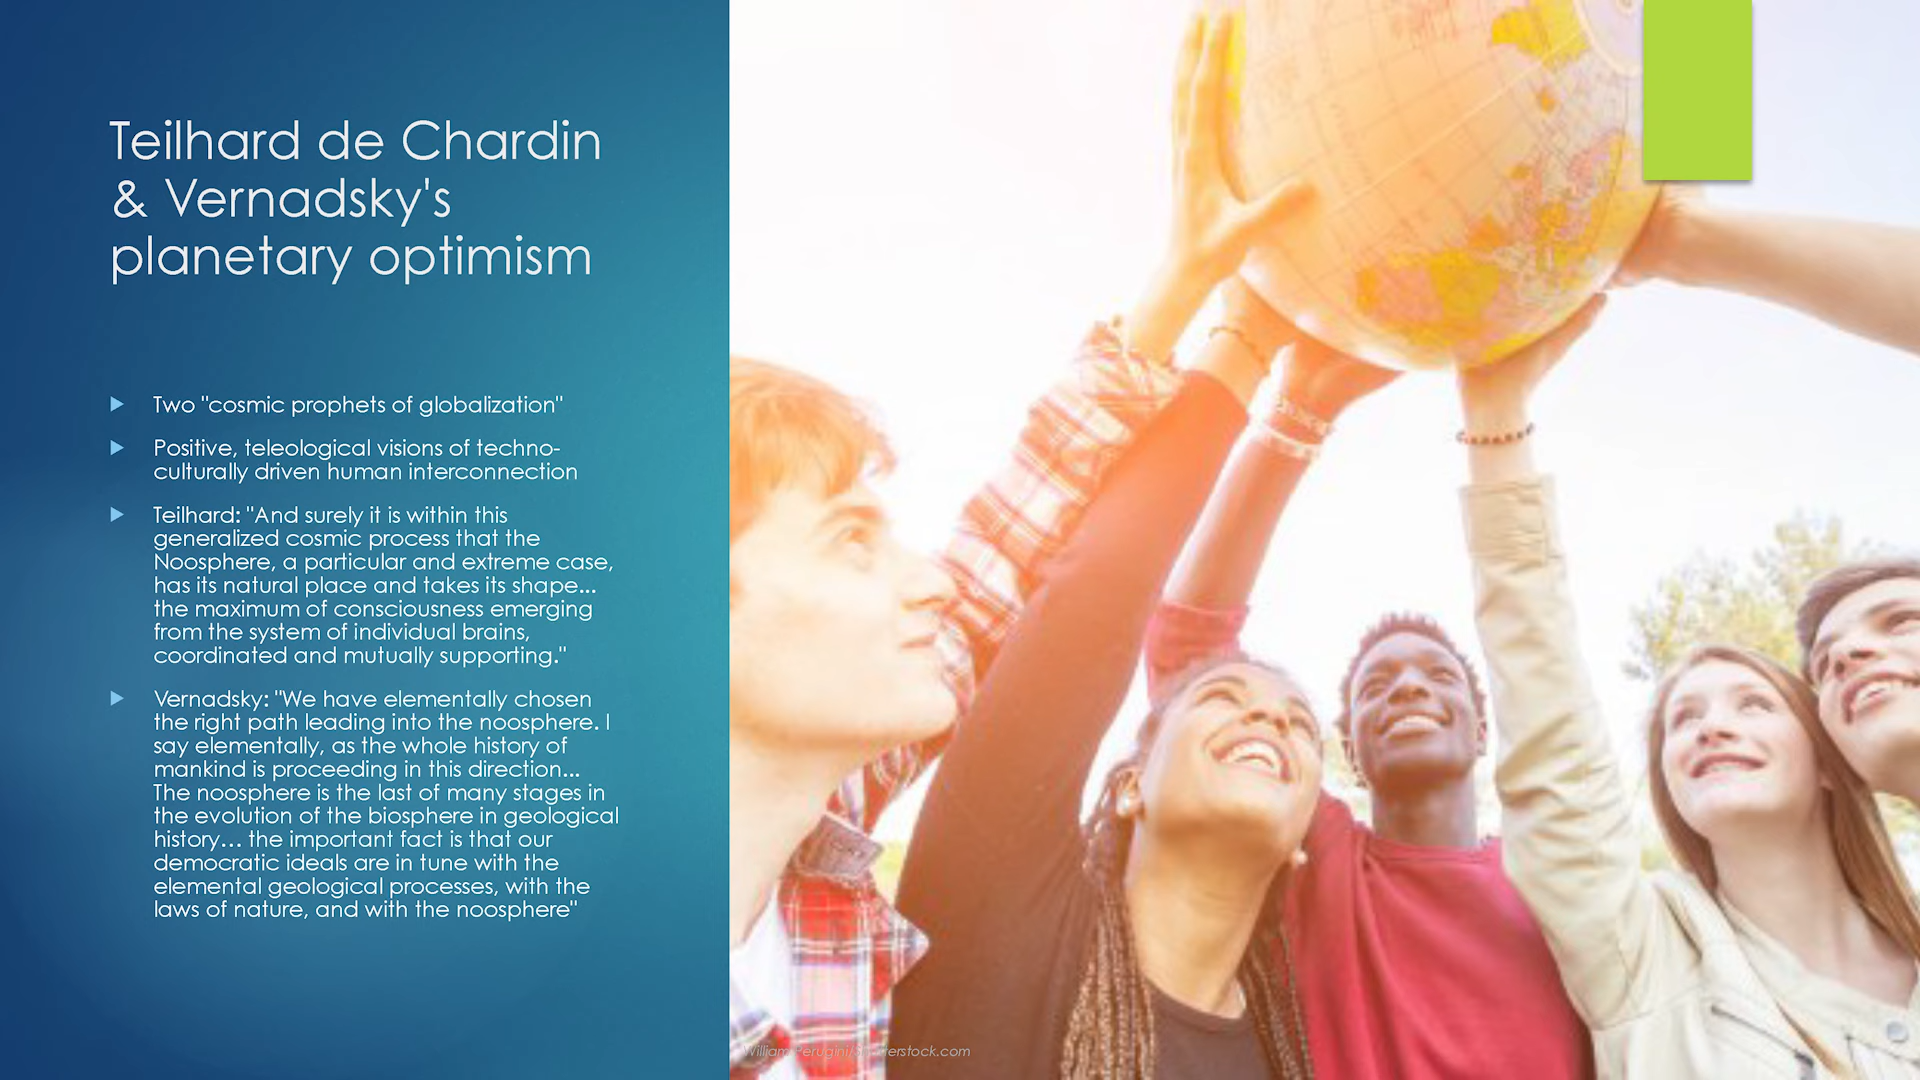 Teilhard de Chardin
& Vernadsky's
planetary optimism
Two "cosmic prophets of globalization"
Positive, teleological visions of techno-
culturally driven human interconnection
Teilhard: "And surely it is within this
generalized cosmic process that the
Noosphere, a particular and extreme case,
has its natural place and takes its shape...
the maximum of consciousness emerging
from the system of individual brains,
coordinated and mutually supporting."
Vernadsky: "We have elementally chosen
the right path leading into the noosphere. I
say elementally, as the whole history of
mankind is proceeding in this direction...
The noosphere is the last of many stages in
the evolution of the biosphere in geological
history… the important fact is that our
democratic ideals are in tune with the
elemental geological processes, with the
laws of nature, and with the noosphere"
William Perugini/Shutterstock.com